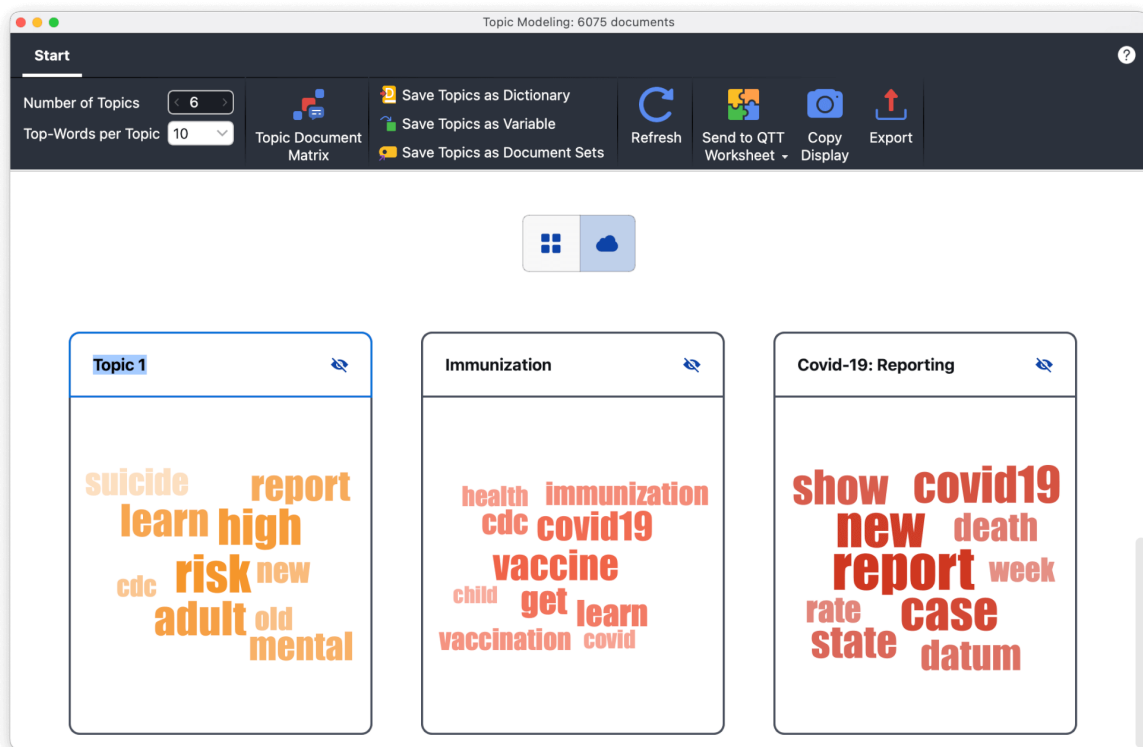 Topic Modeling: 6075 documents
Start
?
Number of Topics
6
Top-Words per Topic
10
Topic Document
Matrix
Save Topics as Dictionary
Save Topics as Variable
Save Topics as Document Sets
Refresh
Send to QTT
Worksheet
Copy
Display
Export
Topic 1
suicide
report
learn high
risk new
cdc
adult old
mental
Immunization
health immunization
cdc covid19
vaccine
child get learn
vaccination covid
Covid-19: Reporting
show covid19
new death
report week
rate case
state datum